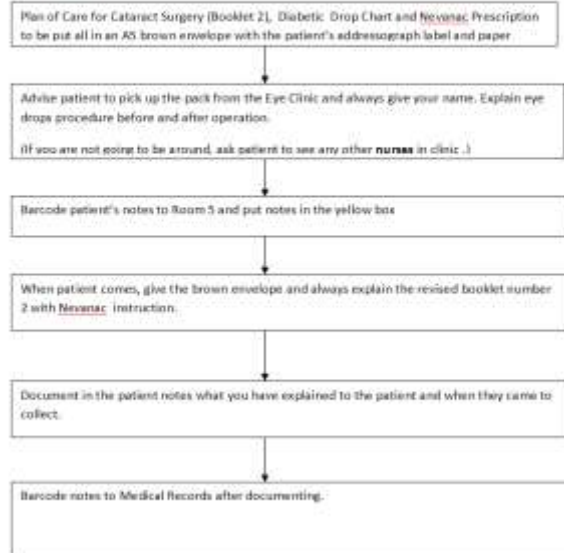 Plan of Care for Cataract Surgery (Booklet 2), Diabetic Drop Chart and Nevanac Prescription
to be put all in an A5 brown envelope with the patient's addressograph label and paper
Advise patient to pick up the pack from the Eye Clinic and always give your name. Explain eye
drops procedure before and after operation.
(If you are not going to be around, ask patient to see any other nurses in clinic .)
Barcode patient's notes to Room 5 and put notes in the yellow box
When patient comes, give the brown envelope and always explain the revised booklet number
2 with Nevanac instruction.
Document in the patient notes what you have explained to the patient and when they came to
collect.
Barcode notes to Medical Records after documenting.